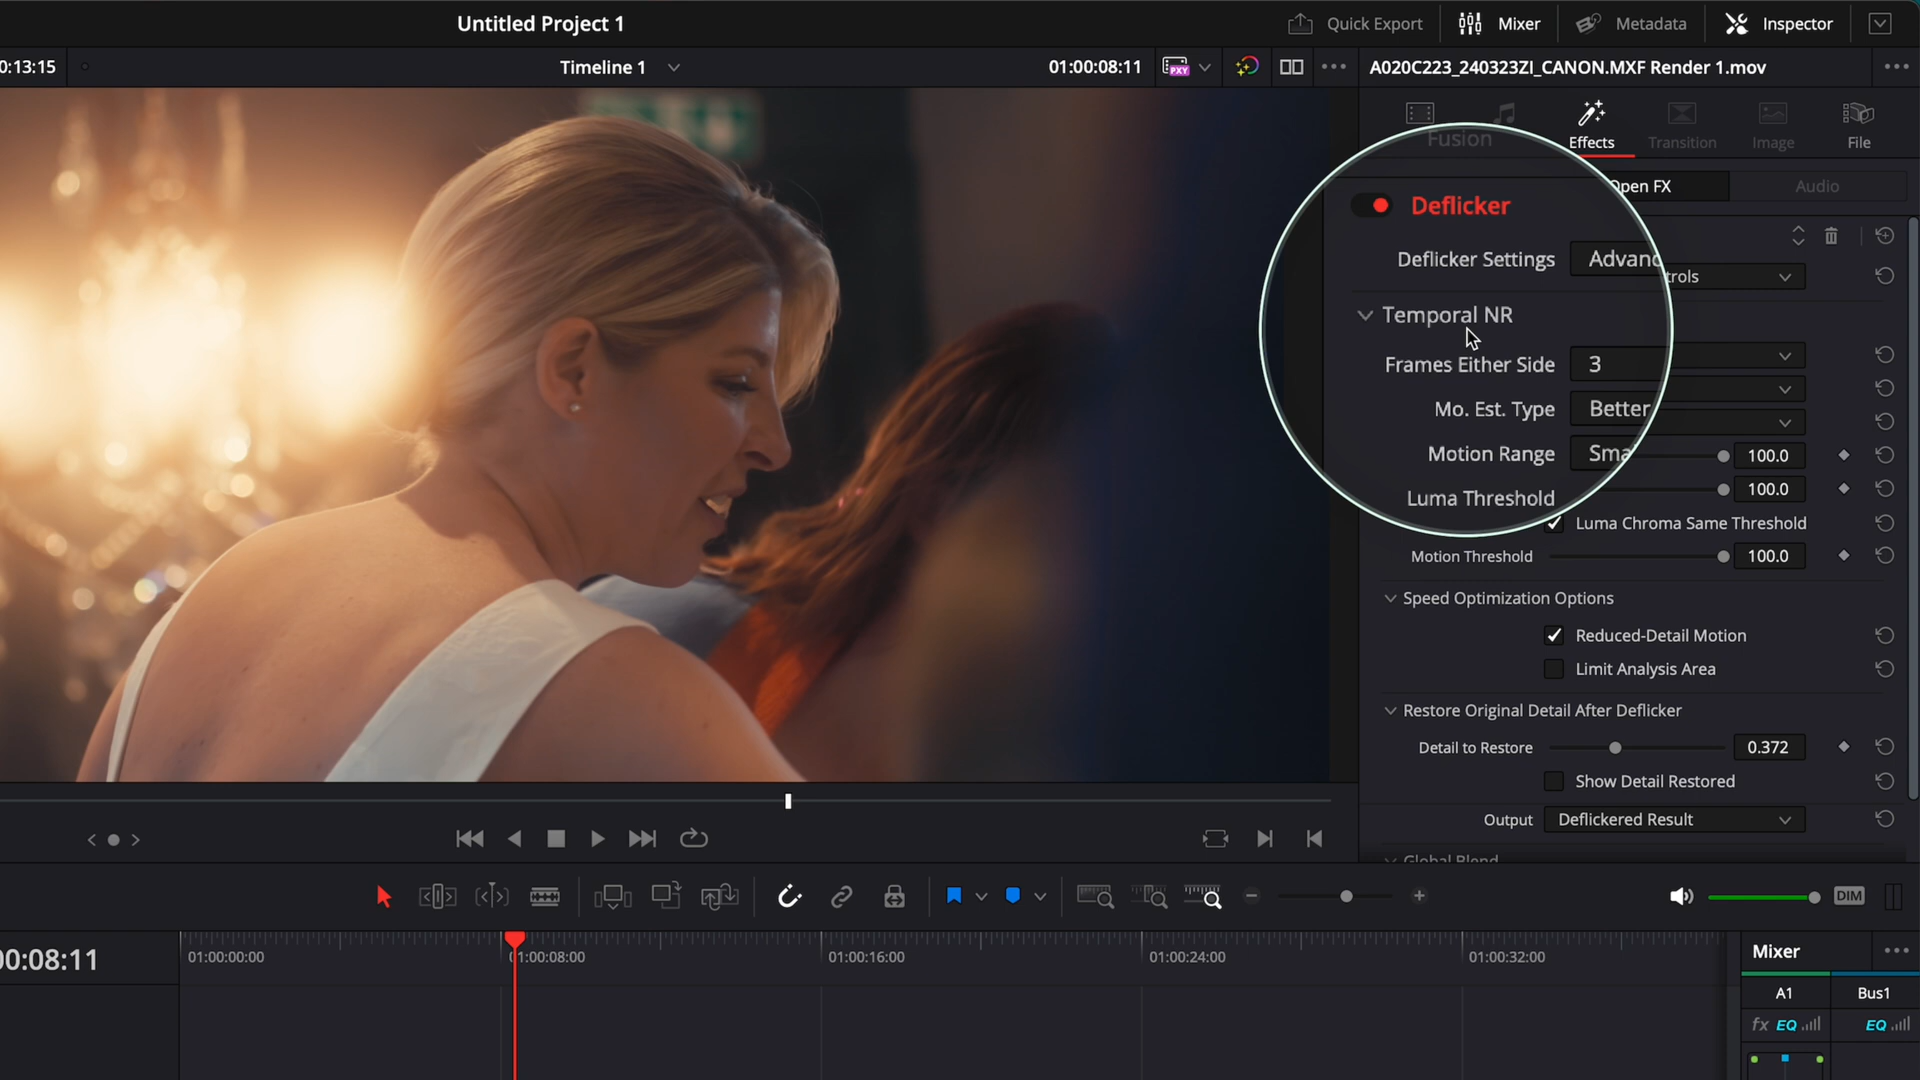 Untitled Project 1
Quick Export
Mixer
Metadata
Inspector
0:13:15
Timeline 1
01:00:08:11
PXY
A020C223_240323ZI_CANON.MXF Render 1.mov
Fusion
Effects
Transition
Image
File
Open FX
Audio
Deflicker
Deflicker Settings
Advanc
trols
Temporal NR
Frames Either Side
3
Mo. Est. Type
Better
Motion Range
Sma
100.0
Luma Threshold
100.0
Luma Chroma Same Threshold
Motion Threshold
100.0
Speed Optimization Options
Reduced-Detail Motion
Limit Analysis Area
Restore Original Detail After Deflicker
Detail to Restore
0.372
Show Detail Restored
Output
Deflickered Result
Global Blend
DIM
00:08:11
01:00:00:00
01:00:08:00
01:00:16:00
01:00:24:00
01:00:32:00
Mixer
A1
Bus1
fx EQ
EQ